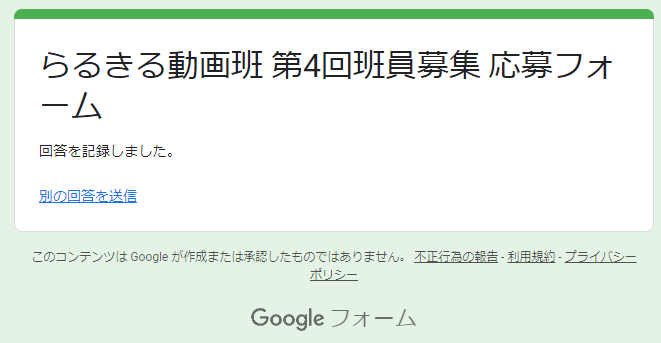 らるきる動画班 第4回班員募集 応募フォ
ーム
回答を記録しました。
別の回答を送信
このコンテンツは Google が作成または承認したものではありません。 不正行為の報告 - 利用規約 - プライバシー
ポリシー
Google フォーム